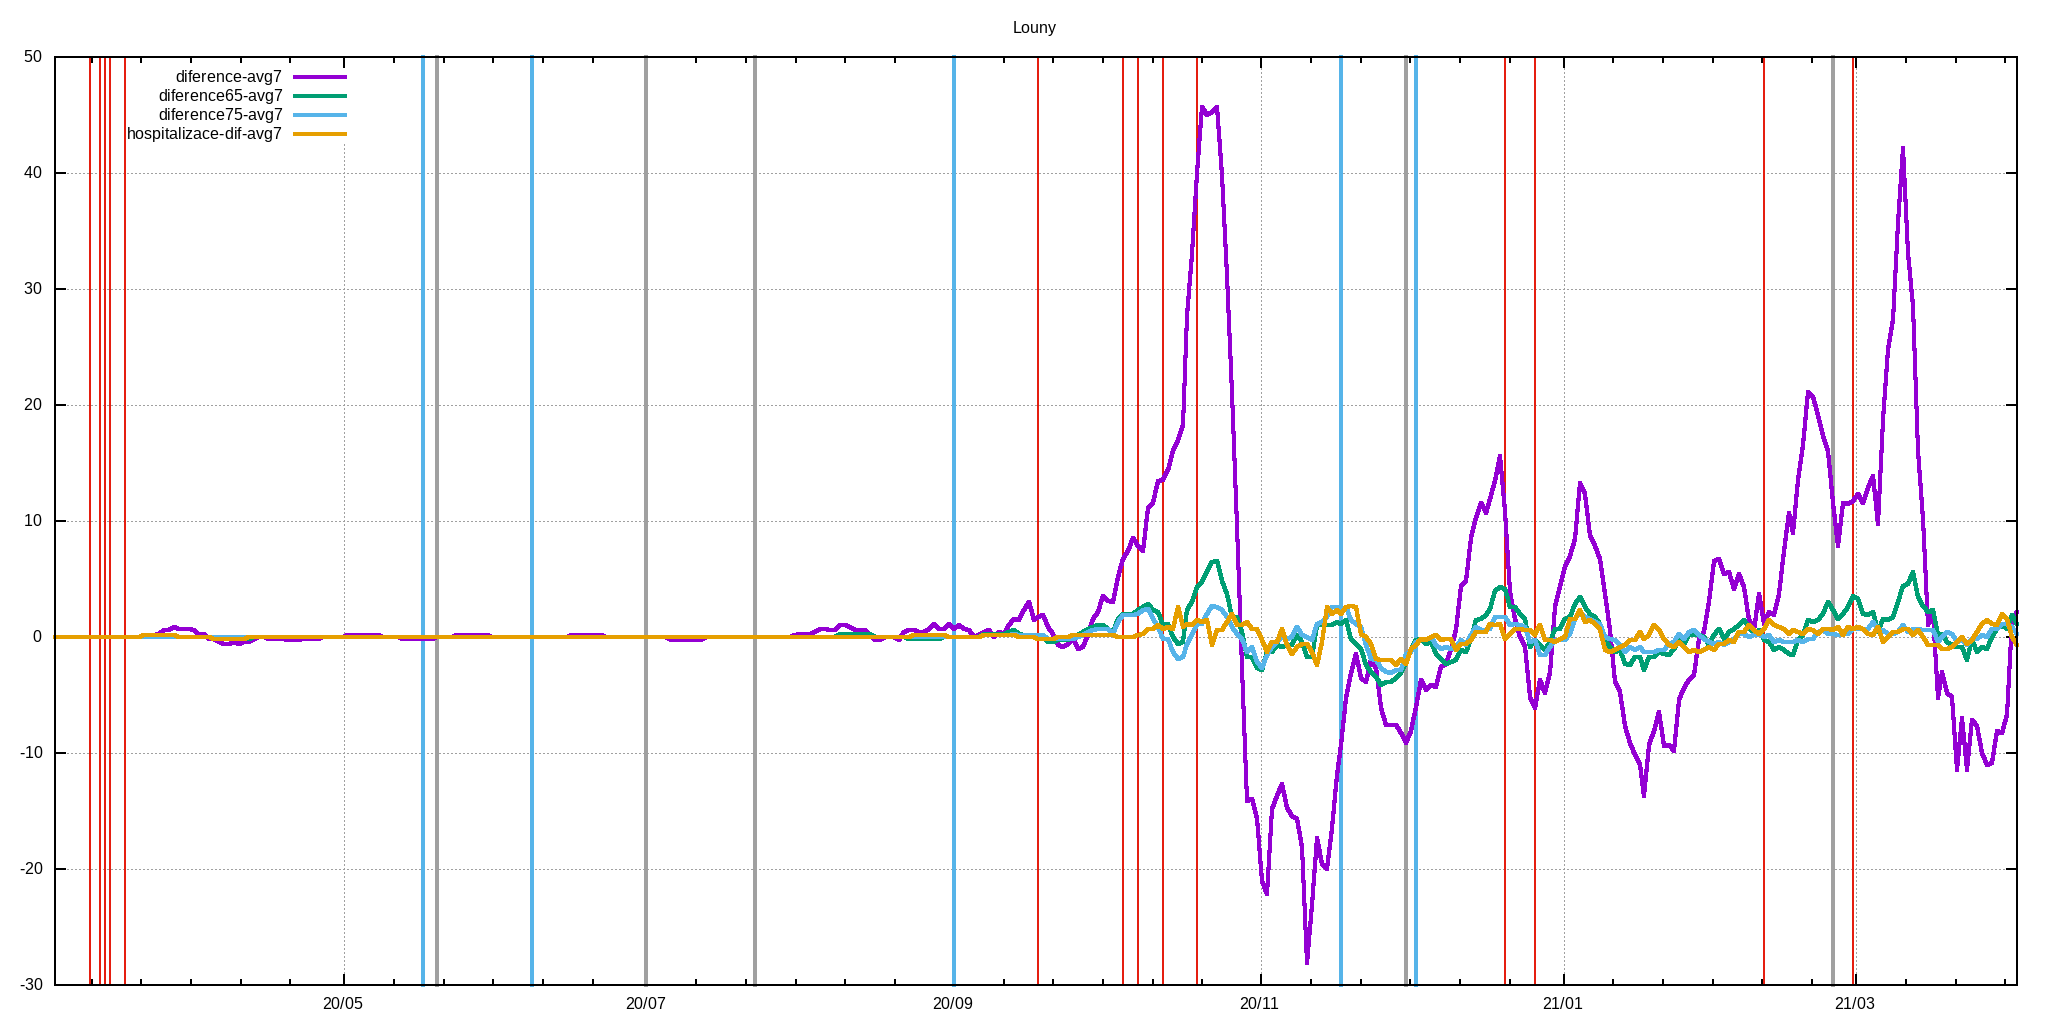 Louny
50
diference-avg7
diference65-avg7
diference75-avg7
hospitalizace-dif-avg7
40
30
20
10
0
-10
-20
-30
20/05 20/07 20/09 20/11 21/01 21/03